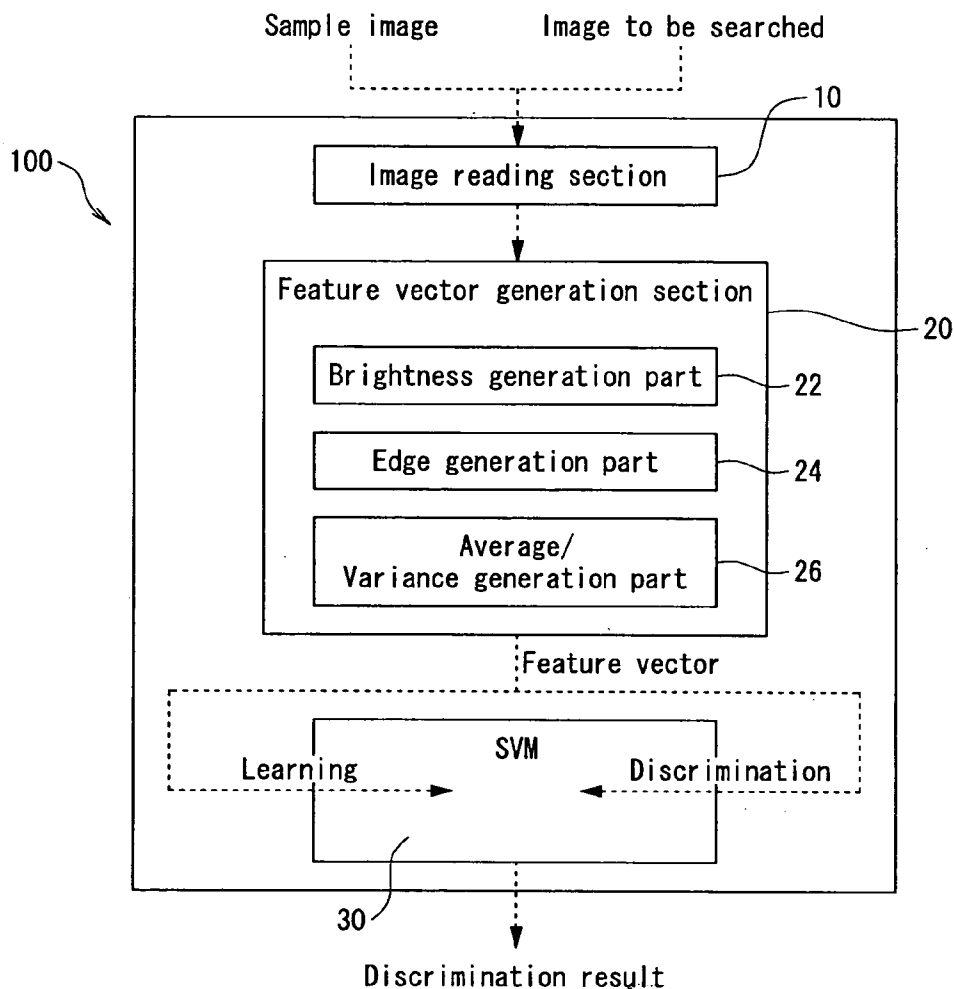 Sample image
Image to be searched
10
100
Image reading section
Feature vector generation section
20
Brightness generation part
22
Edge generation part
24
Average/
Variance generation part
26
Feature vector
SVM
Learning
Discrimination
30
Discrimination result